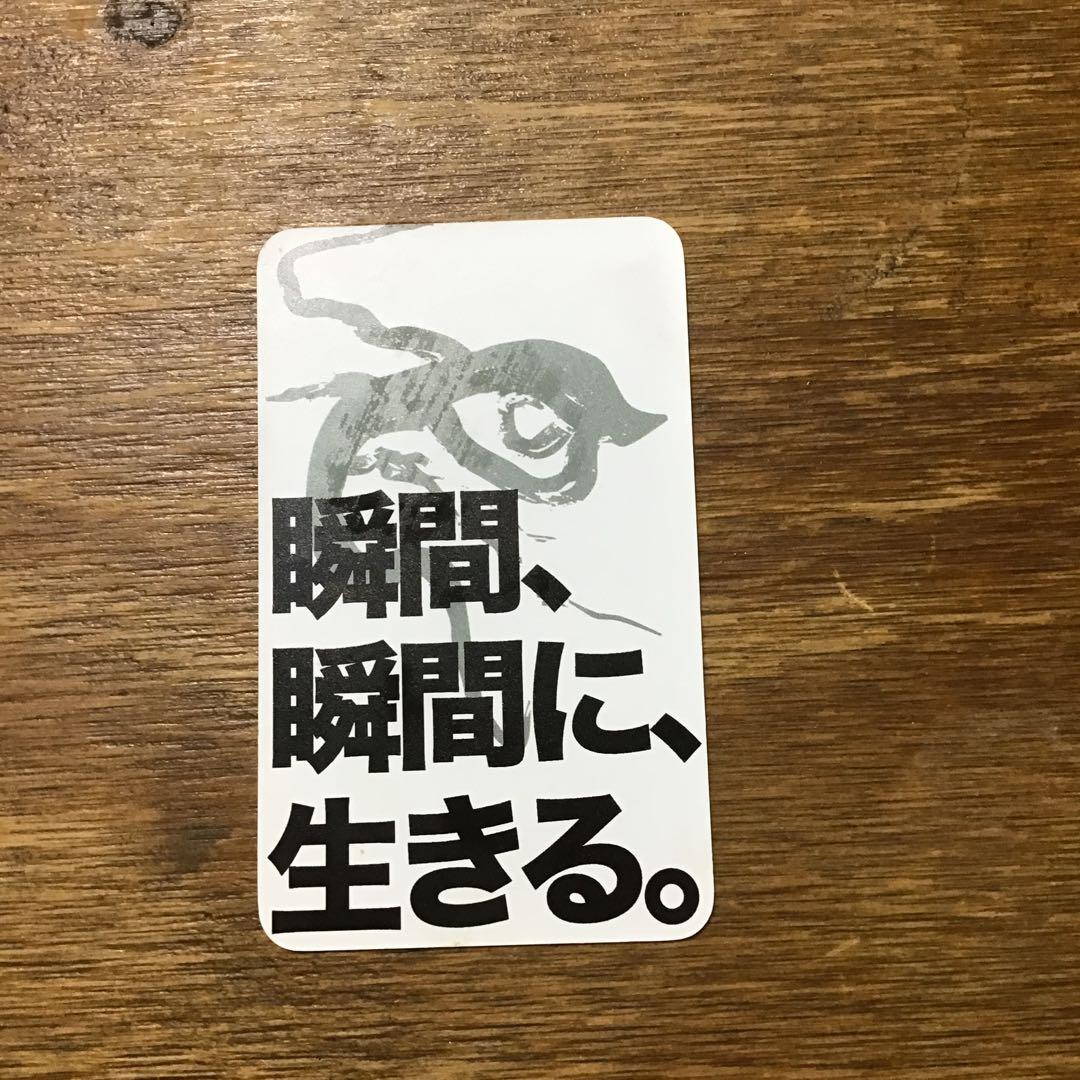 瞬間、
瞬間に、
生きる。